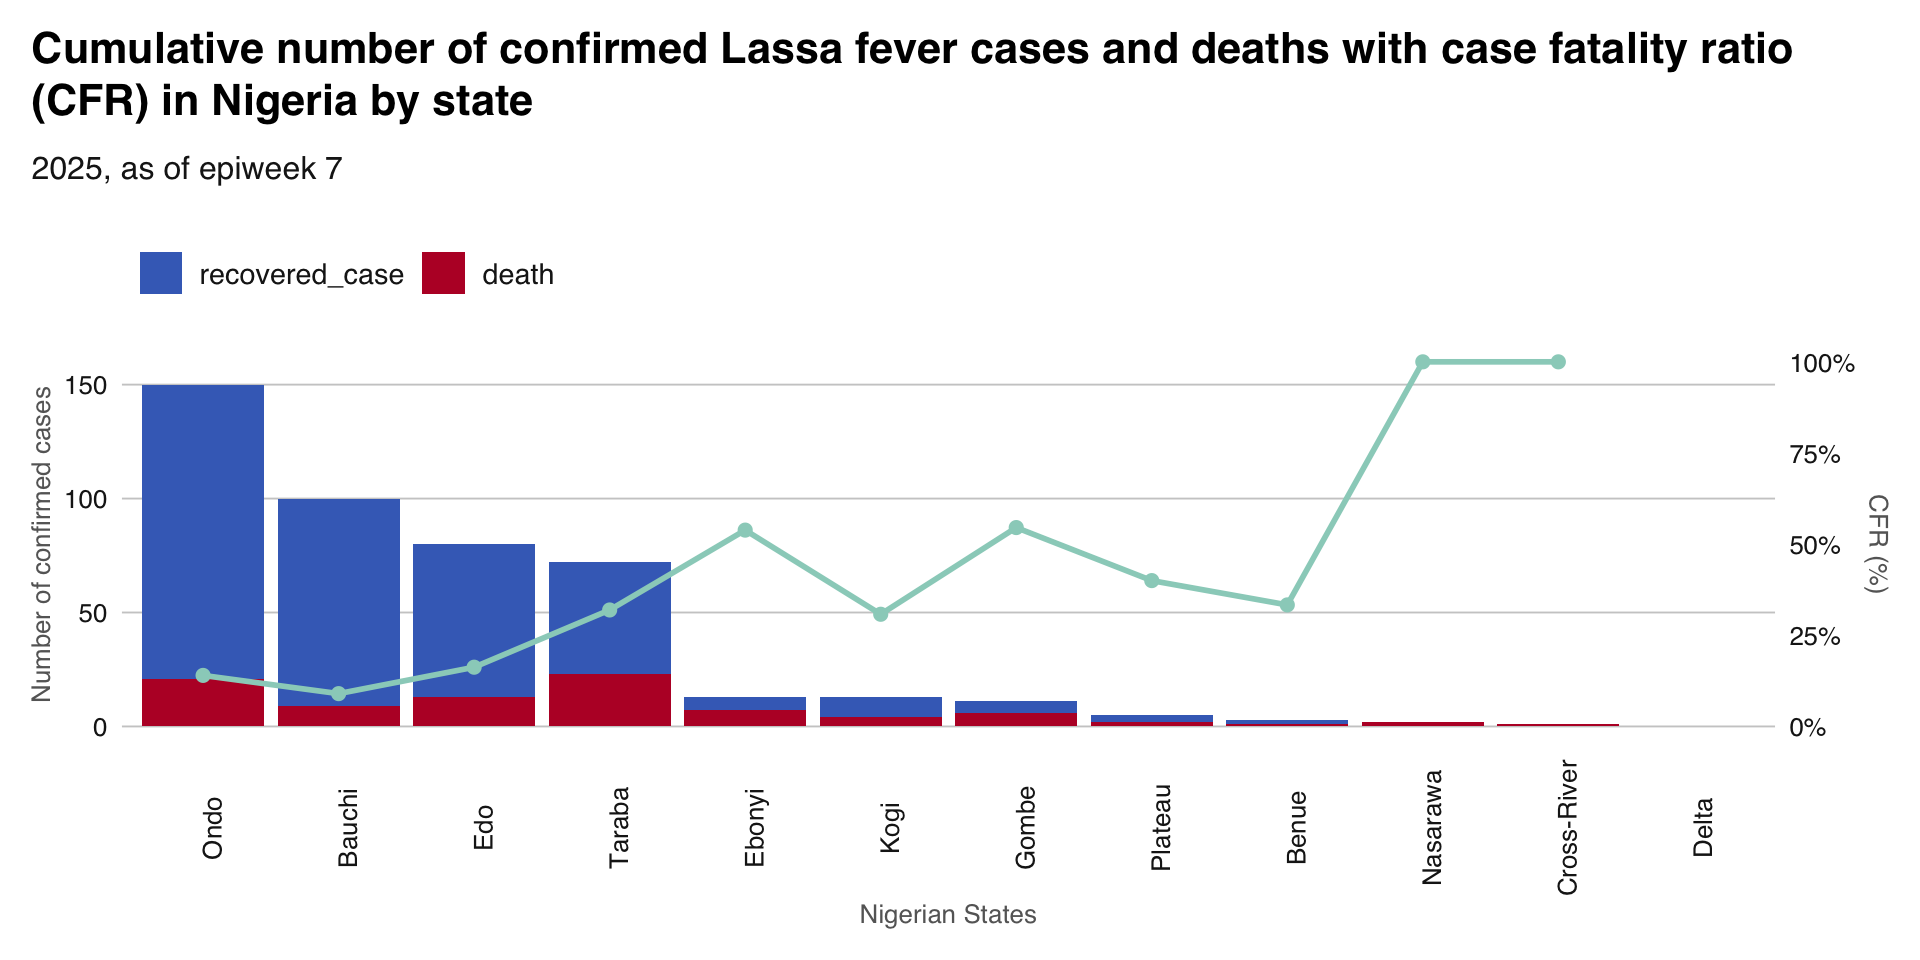 Cumulative number of confirmed Lassa fever cases and deaths with case fatality ratio
(CFR) in Nigeria by state
2025, as of epiweek 7
recovered_case death
Number of confirmed cases
150
100
50
0
100%
75%
50%
25%
0%
CFR (%)
Ondo
Bauchi
Edo
Taraba
Ebonyi
Kogi
Gombe
Plateau
Benue
Nasarawa
Cross-River
Delta
Nigerian States